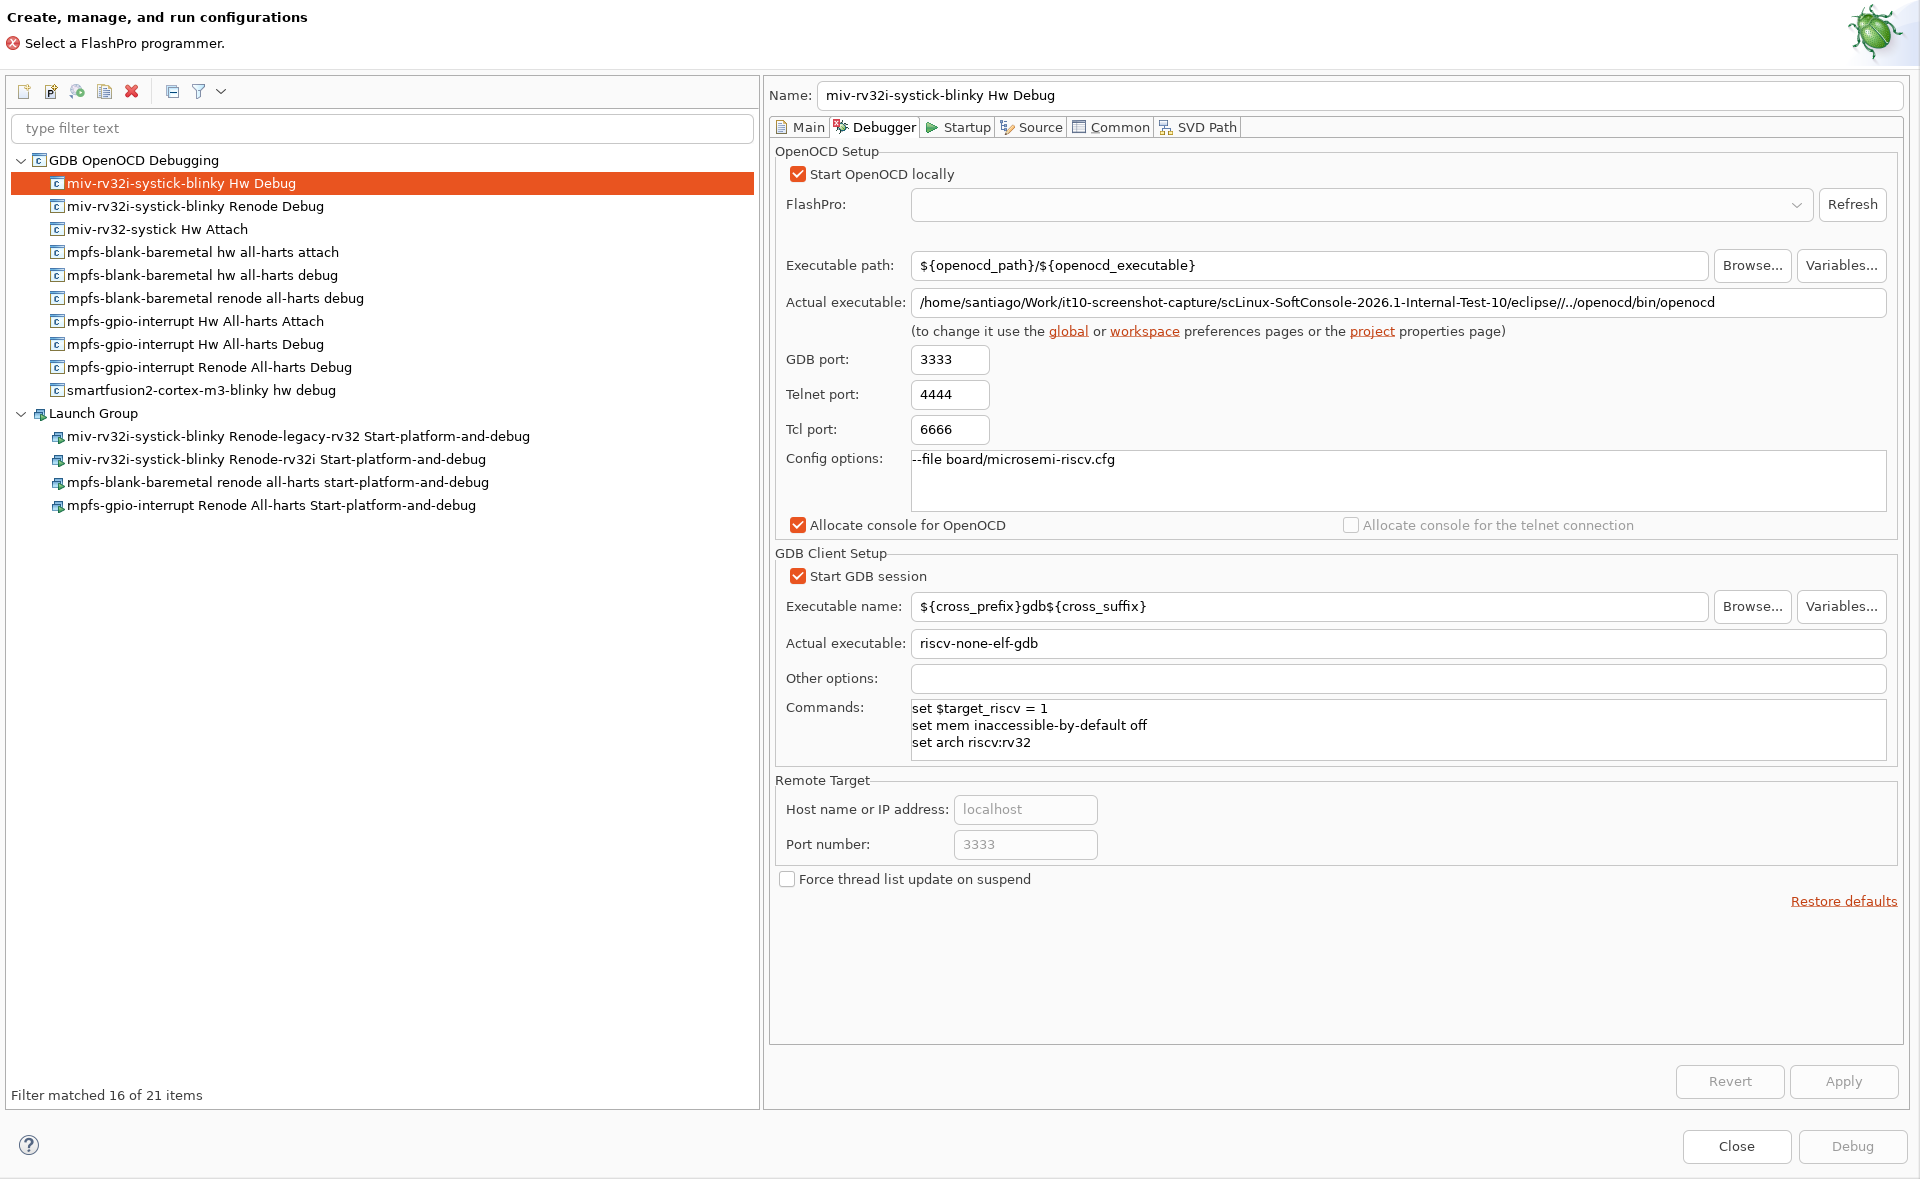 Create, manage, and run configurations
Select a FlashPro programmer.
type filter text
GDB OpenOCD Debugging
miv-rv32i-systick-blinky Hw Debug
miv-rv32i-systick-blinky Renode Debug
miv-rv32-systick Hw Attach
mpfs-blank-baremetal hw all-harts attach
mpfs-blank-baremetal hw all-harts debug
mpfs-blank-baremetal renode all-harts debug
mpfs-gpio-interrupt Hw All-harts Attach
mpfs-gpio-interrupt Hw All-harts Debug
mpfs-gpio-interrupt Renode All-harts Debug
smartfusion2-cortex-m3-blinky hw debug
Launch Group
miv-rv32i-systick-blinky Renode-legacy-rv32 Start-platform-and-debug
miv-rv32i-systick-blinky Renode-rv32i Start-platform-and-debug
mpfs-blank-baremetal renode all-harts start-platform-and-debug
mpfs-gpio-interrupt Renode All-harts Start-platform-and-debug
Filter matched 16 of 21 items
Name: miv-rv32i-systick-blinky Hw Debug
Main Debugger Startup Source Common SVD Path
OpenOCD Setup
Start OpenOCD locally
FlashPro: Refresh
Executable path: ${openocd_path}/${openocd_executable} Browse... Variables...
Actual executable: /home/santiago/Work/it10-screenshot-capture/scLinux-SoftConsole-2026.1-Internal-Test-10/eclipse//../openocd/bin/openocd
(to change it use the global or workspace preferences pages or the project properties page)
GDB port: 3333
Telnet port: 4444
Tcl port: 6666
Config options: --file board/microsemi-riscv.cfg
Allocate console for OpenOCD Allocate console for the telnet connection
GDB Client Setup
Start GDB session
Executable name: ${cross_prefix}gdb${cross_suffix} Browse... Variables...
Actual executable: riscv-none-elf-gdb
Other options:
Commands: set $target_riscv = 1
set mem inaccessible-by-default off
set arch riscv:rv32
Remote Target
Host name or IP address: localhost
Port number: 3333
Force thread list update on suspend
Restore defaults
Revert Apply
Close Debug